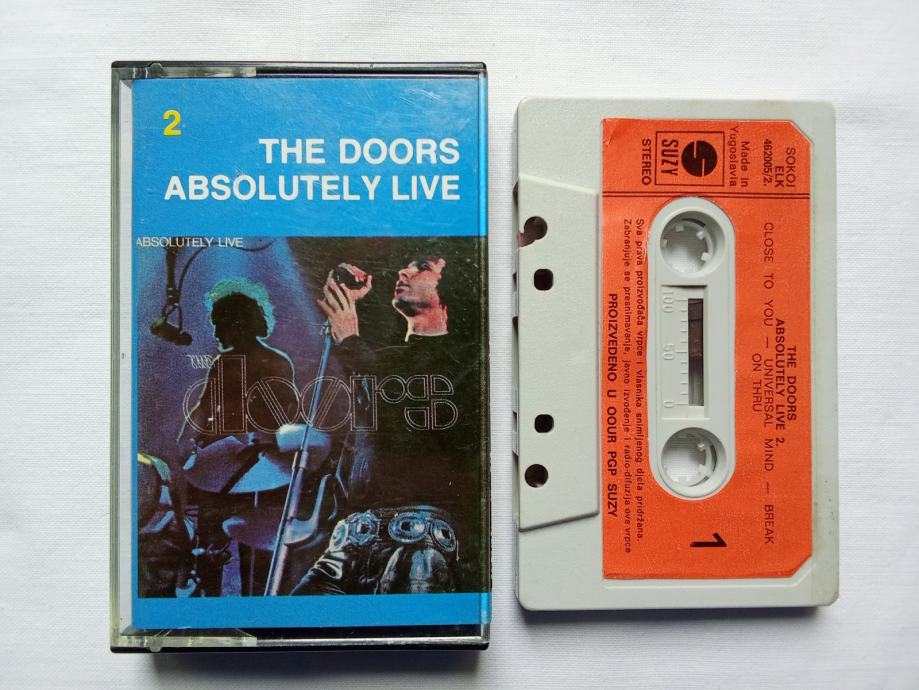 2
THE DOORS
ABSOLUTELY LIVE
ABSOLUTELY LIVE
THE
doors
SOKOJ
ELK
462005/2.
Made in
Yugoslavia
SUZY
STEREO
THE DOORS
ABSOLUTELY LIVE 2.
CLOSE TO YOU — UNIVERSAL MIND — BREAK
ON THRU
100 50 0
Sva prava proizvođača vrpce i vlasnika snimljenog djela pridržana.
Zabranjuje se presnimavanje, javno izvođenje i radio-difuzija ove vrpce
PROIZVEDENO U OOUR PGP SUZY
1